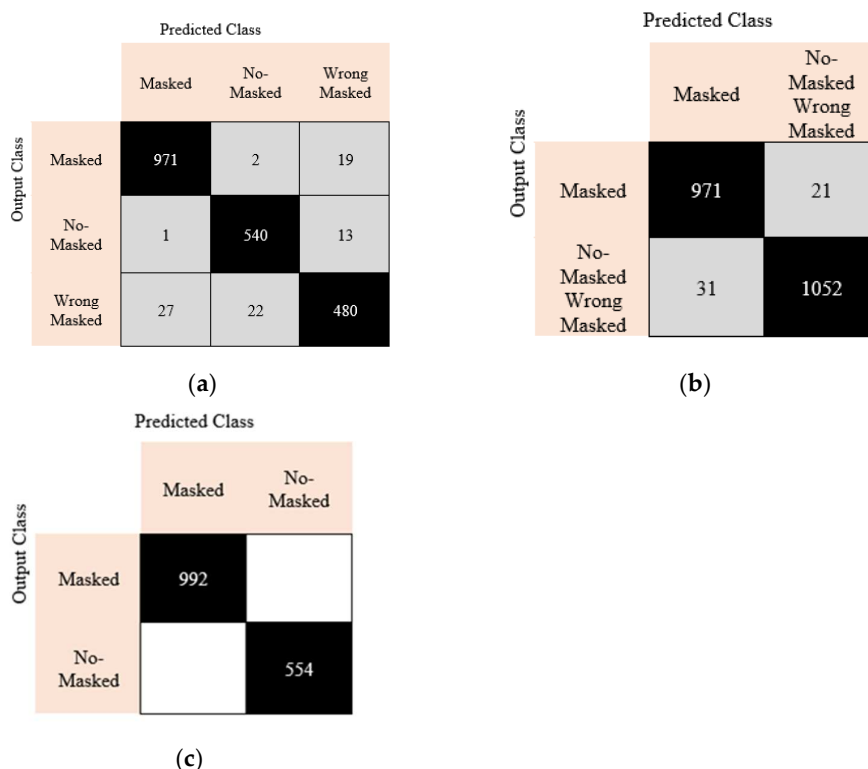 Predicted Class
Masked
No-
Masked
Wrong
Masked
Output Class
Masked
971
2
19
No-
Masked
1
540
13
Wrong
Masked
27
22
480
(a)
Predicted Class
Masked
No-
Masked
Wrong
Masked
Output Class
Masked
971
21
No-
Masked
Wrong
Masked
31
1052
(b)
Predicted Class
Masked
No-
Masked
Output Class
Masked
992
No-
Masked
554
(c)